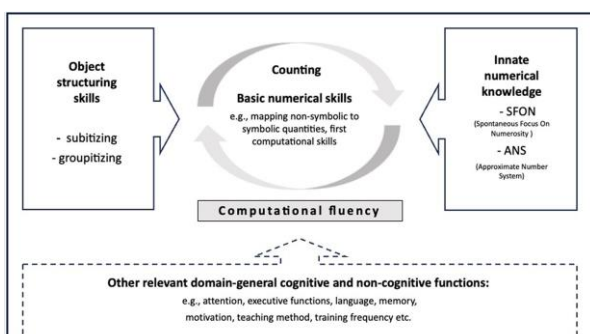 Object
structuring
skills
- subitizing
- groupitizing
Counting
Basic numerical skills
e.g., mapping non-symbolic to
symbolic quantities, first
computational skills
Computational fluency
Innate
numerical
knowledge
- SFON
(Spontaneous Focus On
Numerosity )
- ANS
(Approximate Number
System)
Other relevant domain-general cognitive and non-cognitive functions:
e.g., attention, executive functions, language, memory,
motivation, teaching method, training frequency etc.